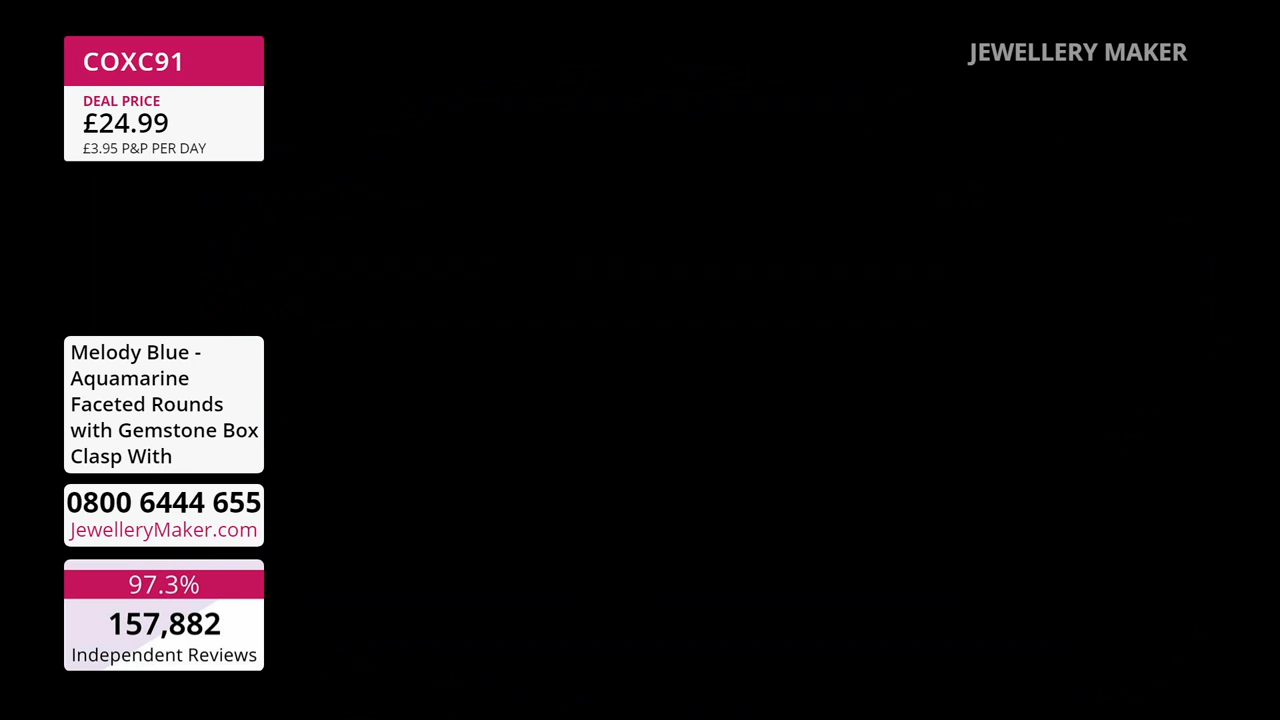 COXC91
DEAL PRICE
£24.99
£3.95 P&P PER DAY
JEWELLERY MAKER
Melody Blue -
Aquamarine
Faceted Rounds
with Gemstone Box
Clasp With
0800 6444 655
JewelleryMaker.com
97.3%
157,882
Independent Reviews